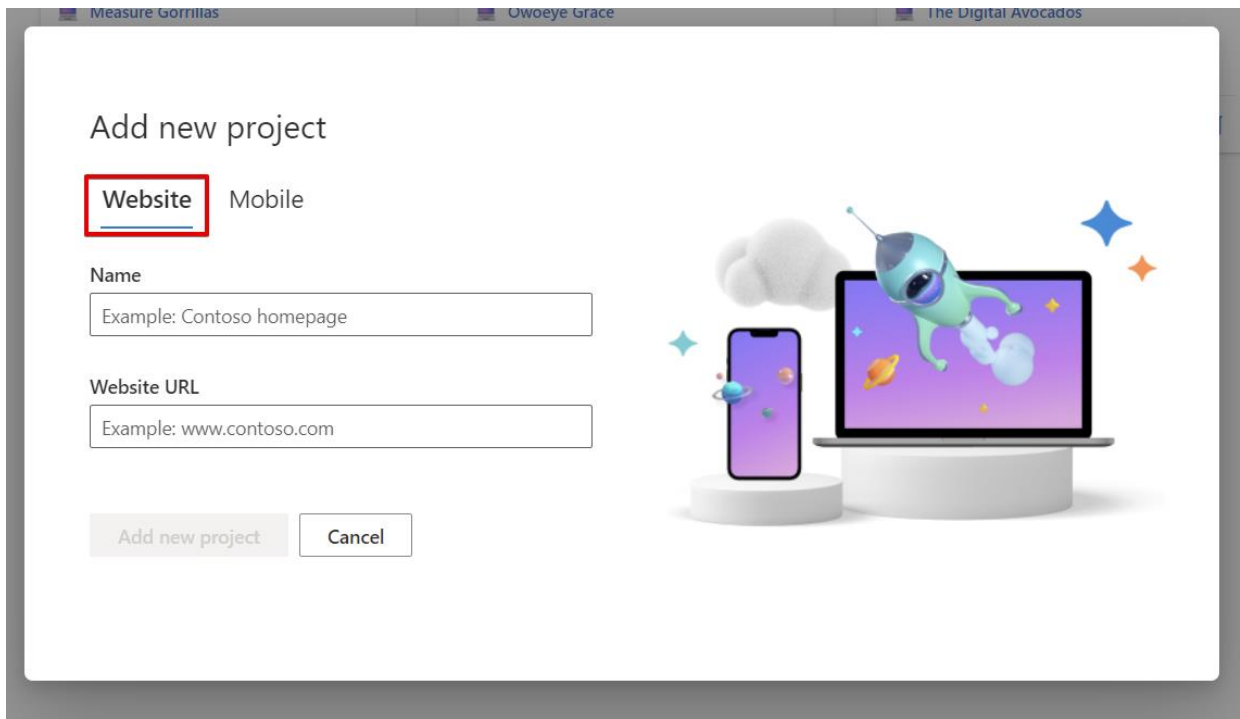 Measure Gorrillas
Owoeye Grace
The Digital Avocados
Add new project
Website
Mobile
Name
Example: Contoso homepage
Website URL
Example: www.contoso.com
Add new project
Cancel